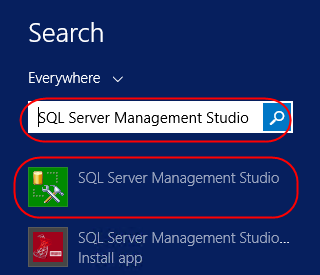 Search
Everywhere
SQL Server Management Studio
SQL Server Management Studio
SQL Server Management Studio...
Install app